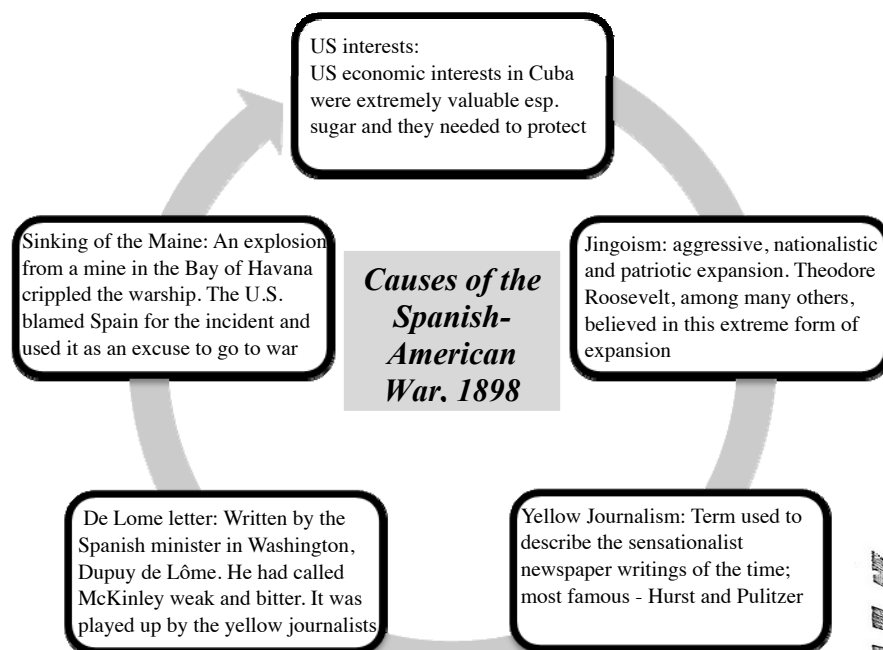 US interests:
US economic interests in Cuba
were extremely valuable esp.
sugar and they needed to protect
Jingoism: aggressive, nationalistic
and patriotic expansion. Theodore
Roosevelt, among many others,
believed in this extreme form of
expansion
Yellow Journalism: Term used to
describe the sensationalist
newspaper writings of the time;
most famous - Hurst and Pulitzer
De Lome letter: Written by the
Spanish minister in Washington,
Dupuy de Lôme. He had called
McKinley weak and bitter. It was
played up by the yellow journalists
Sinking of the Maine: An explosion
from a mine in the Bay of Havana
crippled the warship. The U.S.
blamed Spain for the incident and
used it as an excuse to go to war
Causes of the
Spanish-
American
War, 1898